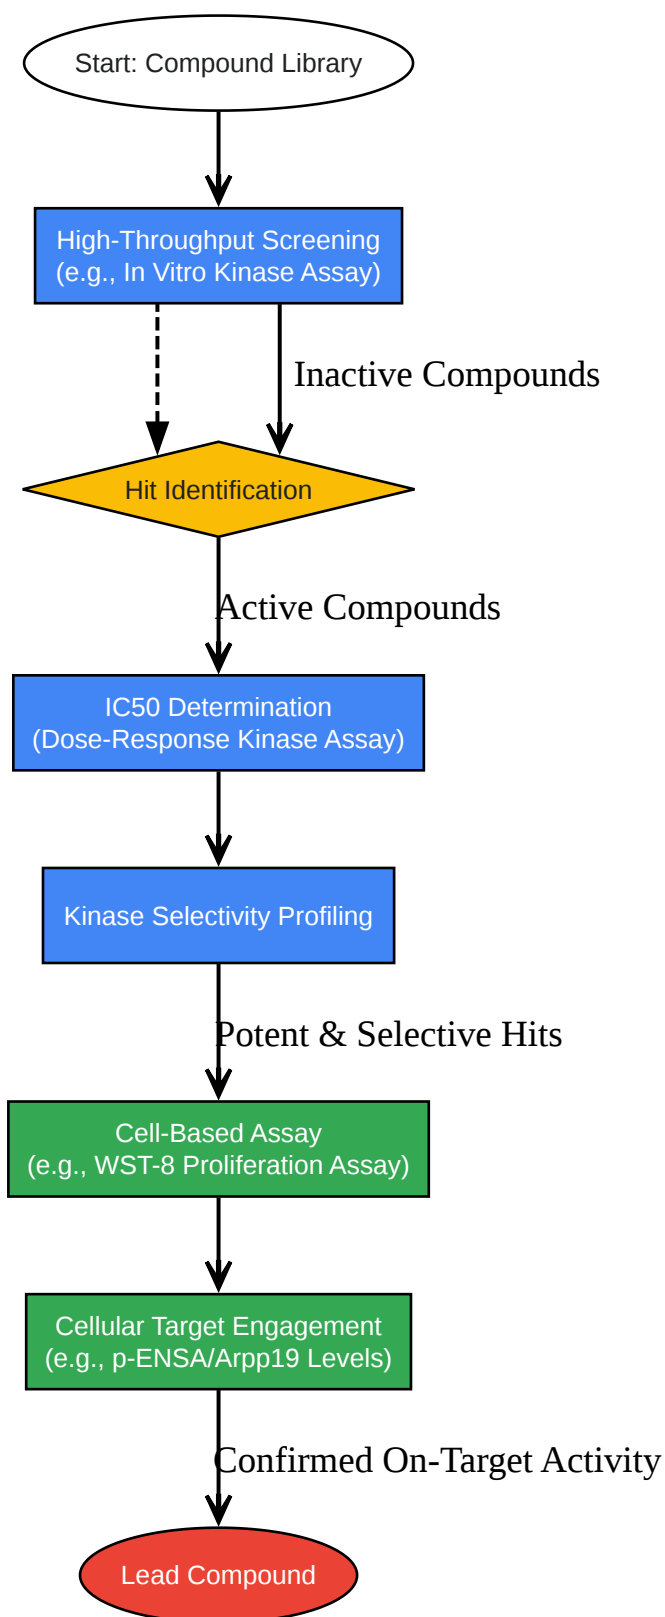 Start: Compound Library
High-Throughput Screening
(e.g., In Vitro Kinase Assay)
Inactive Compounds
Hit Identification
Active Compounds
IC50 Determination
(Dose-Response Kinase Assay)
Kinase Selectivity Profiling
Potent & Selective Hits
Cell-Based Assay
(e.g., WST-8 Proliferation Assay)
Cellular Target Engagement
(e.g., p-ENSA/Arpp19 Levels)
Confirmed On-Target Activity
Lead Compound